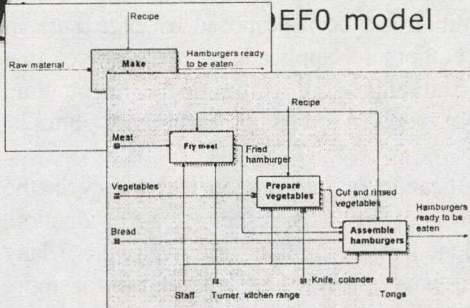 EF0 model
Recipe
Raw material
Make
Hamburgers ready
to be eaten
Recipe
Meat
Fry meat
Fried
hamburger
Vegetables
Prepare
vegetables
Cut and rinsed
vegetables
Bread
Assemble
hamburgers
Hamburgers
ready to be
eaten
Knife, colander
Staff
Turner, kitchen range
Tongs